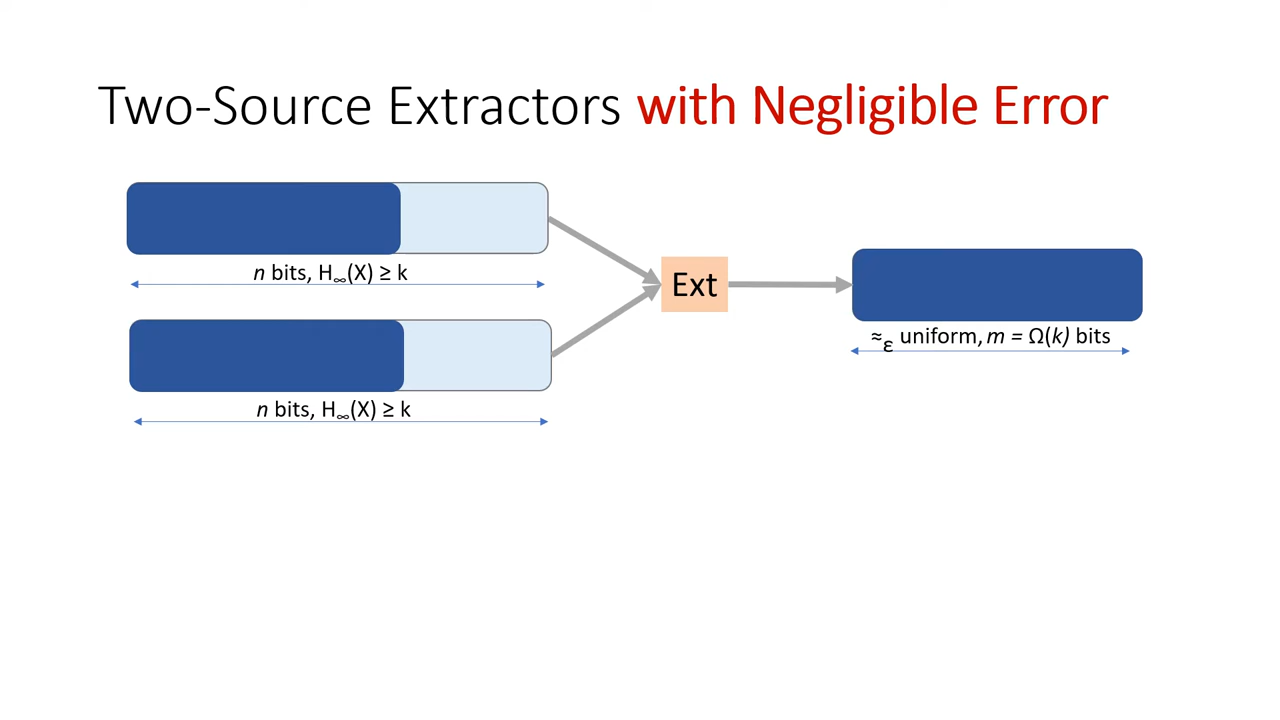 Two-Source Extractors with Negligible Error
n bits, H∞(X) ≥ k
Ext
≈ε uniform, m = Ω(k) bits
n bits, H∞(X) ≥ k